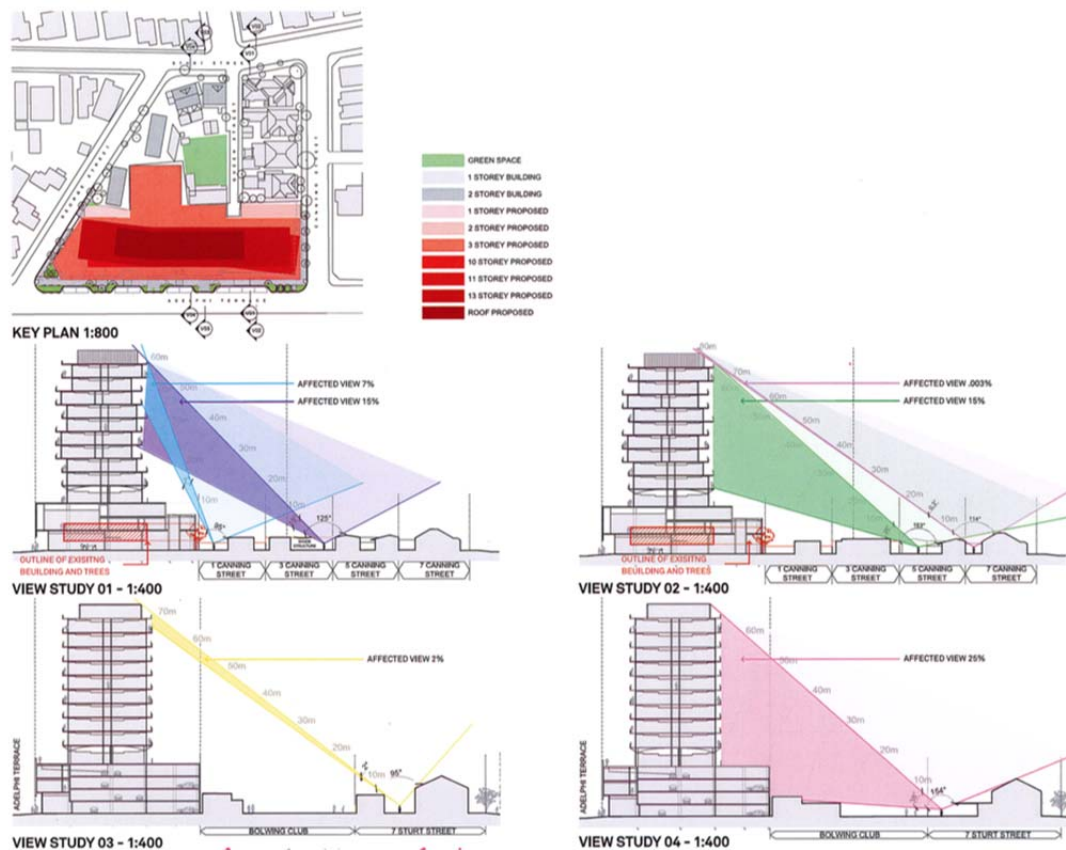 GREEN SPACE
1 STOREY BUILDING
2 STOREY BUILDING
1 STOREY PROPOSED
2 STOREY PROPOSED
3 STOREY PROPOSED
10 STOREY PROPOSED
11 STOREY PROPOSED
13 STOREY PROPOSED
ROOF PROPOSED
ADELPHI TERRACE
KEY PLAN 1:800
60m
AFFECTED VIEW 7%
AFFECTED VIEW 15%
40m
30m
20m
10m
10m
95°
125°
OUTLINE OF EXISITNG
BEUILDING AND TREES
1 CANNING
STREET
3 CANNING
STREET
5 CANNING
STREET
7 CANNING
STREET
VIEW STUDY 01 - 1:400
80m
70m
60m
AFFECTED VIEW .003%
AFFECTED VIEW 15%
40m
30m
20m
10m
114°
OUTLINE OF EXISITNG
BEUILDING AND TREES
1 CANNING
STREET
3 CANNING
STREET
5 CANNING
STREET
7 CANNING
STREET
VIEW STUDY 02 - 1:400
70m
60m
50m
AFFECTED VIEW 2%
40m
30m
20m
10m
95°
ADELPHI TERRACE
BOLWING CLUB
7 STURT STREET
VIEW STUDY 03 - 1:400
60m
50m
AFFECTED VIEW 25%
40m
30m
20m
10m
154°
ADELPHI TERRACE
BOLWING CLUB
7 STURT STREET
VIEW STUDY 04 - 1:400